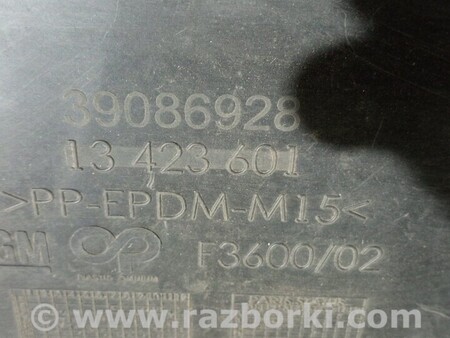 39086928
13 423 601
>PP-EPDM-M15<
GM F3600/02
www.razborki.com